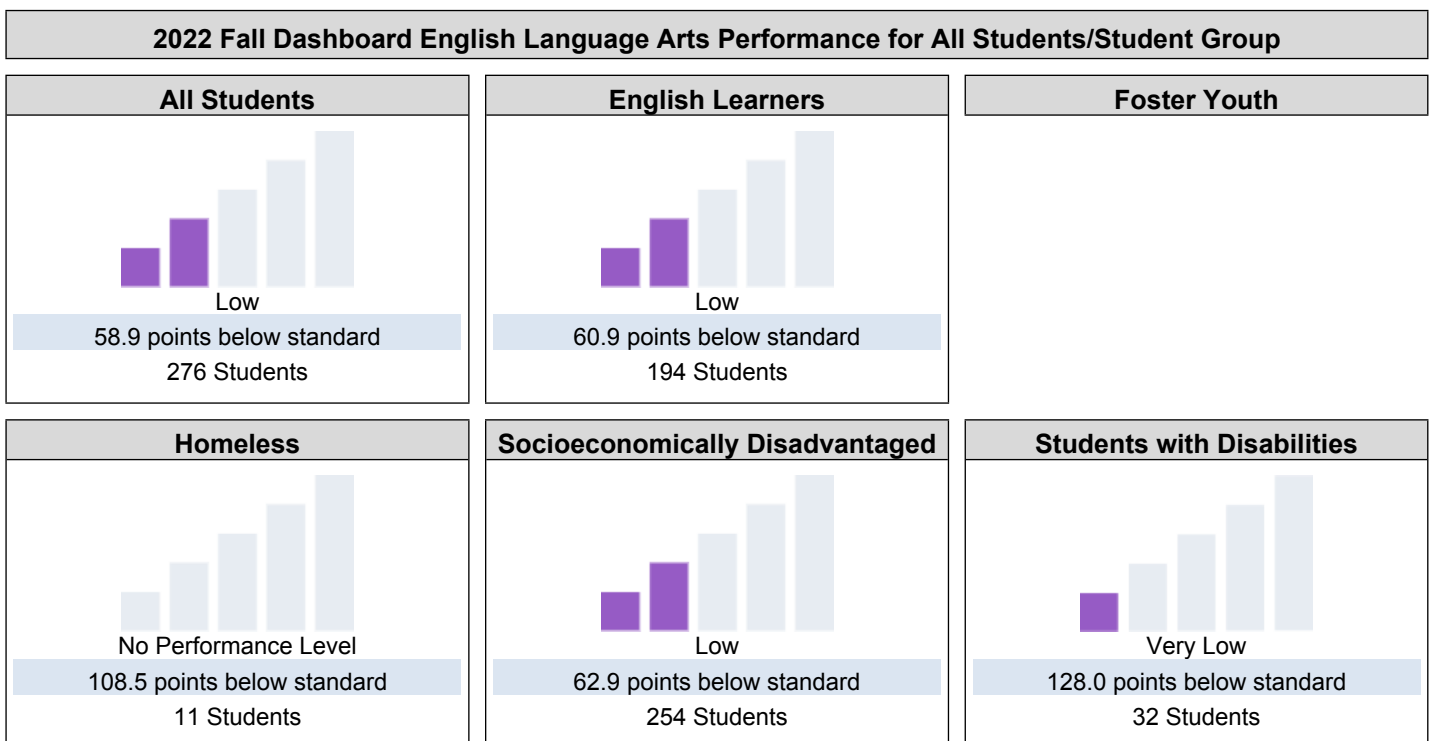 2022 Fall Dashboard English Language Arts Performance for All Students/Student Group
All Students
Low
58.9 points below standard
276 Students
English Learners
Low
60.9 points below standard
194 Students
Foster Youth
Homeless
No Performance Level
108.5 points below standard
11 Students
Socioeconomically Disadvantaged
Low
62.9 points below standard
254 Students
Students with Disabilities
Very Low
128.0 points below standard
32 Students